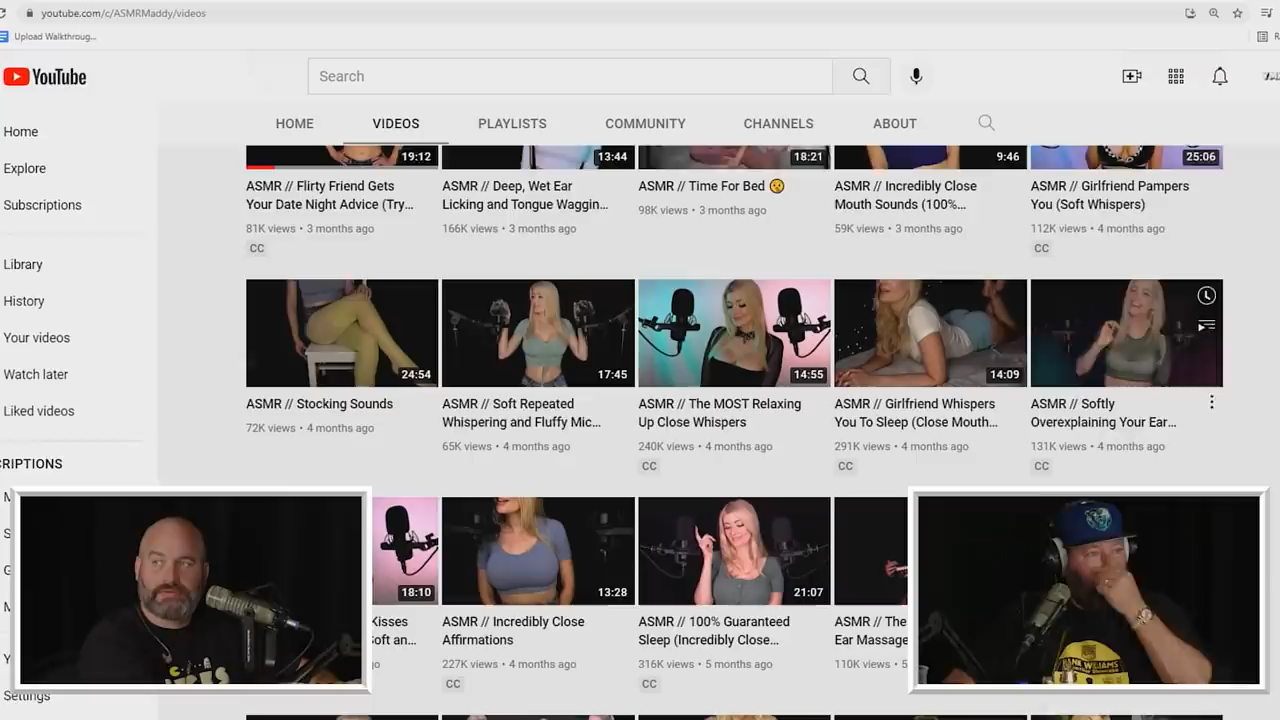 youtube.com/c/ASMRMaddy/videos
Upload Walkthroug...
YouTube
Search
HOME
VIDEOS
PLAYLISTS
COMMUNITY
CHANNELS
ABOUT
Home
Explore
Subscriptions
Library
History
Your videos
Watch later
Liked videos
CRIPTIONS
Settings
19:12
13:44
18:21
9:46
25:06
ASMR // Flirty Friend Gets
Your Date Night Advice (Try...
81K views • 3 months ago
CC
ASMR // Deep, Wet Ear
Licking and Tongue Waggin...
166K views • 3 months ago
ASMR // Time For Bed
98K views • 3 months ago
ASMR // Incredibly Close
Mouth Sounds (100%...
59K views • 3 months ago
ASMR // Girlfriend Pampers
You (Soft Whispers)
112K views • 4 months ago
CC
24:54
17:45
14:55
14:09
ASMR // Stocking Sounds
72K views • 4 months ago
ASMR // Soft Repeated
Whispering and Fluffy Mic...
65K views • 4 months ago
ASMR // The MOST Relaxing
Up Close Whispers
240K views • 4 months ago
CC
ASMR // Girlfriend Whispers
You To Sleep (Close Mouth...
291K views • 4 months ago
CC
ASMR // Softly
Overexplaining Your Ear...
131K views • 4 months ago
CC
18:10
13:28
21:07
Kisses
oft an...
go
ASMR // Incredibly Close
Affirmations
227K views • 4 months ago
CC
ASMR // 100% Guaranteed
Sleep (Incredibly Close...
316K views • 5 months ago
CC
ASMR // The
Ear Massage
110K views • 5